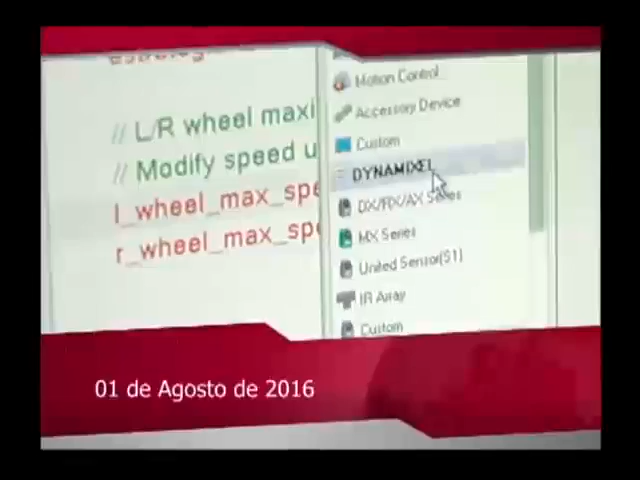 // L/R wheel maxi
// Modify speed u
l_wheel_max_spe
r_wheel_max_spe
Motion Control
Accessory Device
Custom
DYNAMIXEL
DX/RX/AX Series
MX Series
United Sensor(S1)
IR Array
Custom
01 de Agosto de 2016